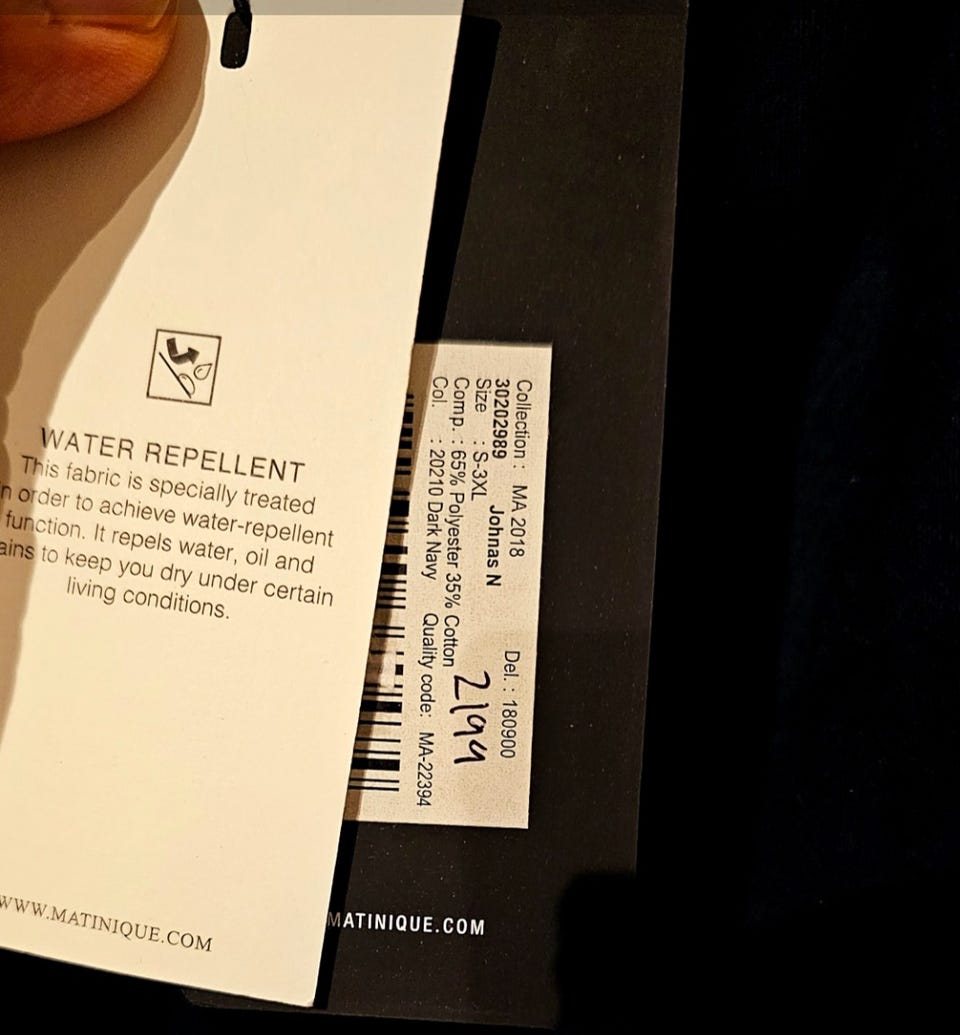 WATER REPELLENT
This fabric is specially treated
in order to achieve water-repellent
function. It repels water, oil and
to keep you dry under certain
living conditions.
WWW.MATINIQUE.COM
Collection : MA 2018 Del. : 180900
30202989 Johnas N
Size : S-3XL
Comp. : 65% Polyester 35% Cotton
Col. : 20210 Dark Navy Quality code: MA-22394
2199
MATINIQUE.COM